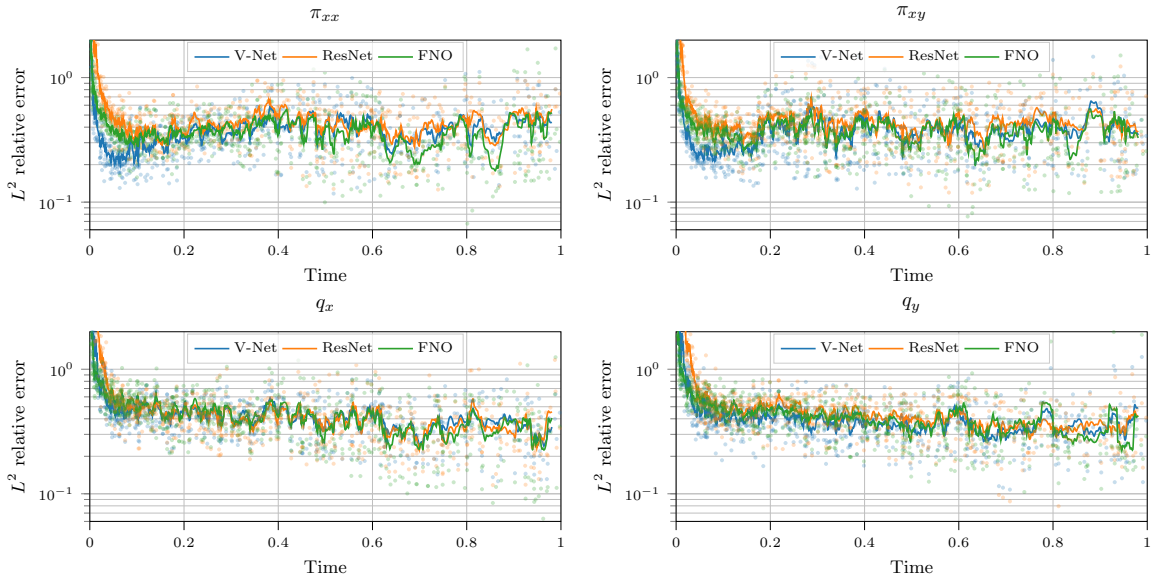 π_xx
V-Net ResNet FNO
10^0
10^−1
L^2 relative error
0 0.2 0.4 0.6 0.8 1
Time
π_xy
V-Net ResNet FNO
10^0
10^−1
L^2 relative error
0 0.2 0.4 0.6 0.8 1
Time
q_x
V-Net ResNet FNO
10^0
10^−1
L^2 relative error
0 0.2 0.4 0.6 0.8 1
Time
q_y
V-Net ResNet FNO
10^0
10^−1
L^2 relative error
0 0.2 0.4 0.6 0.8 1
Time